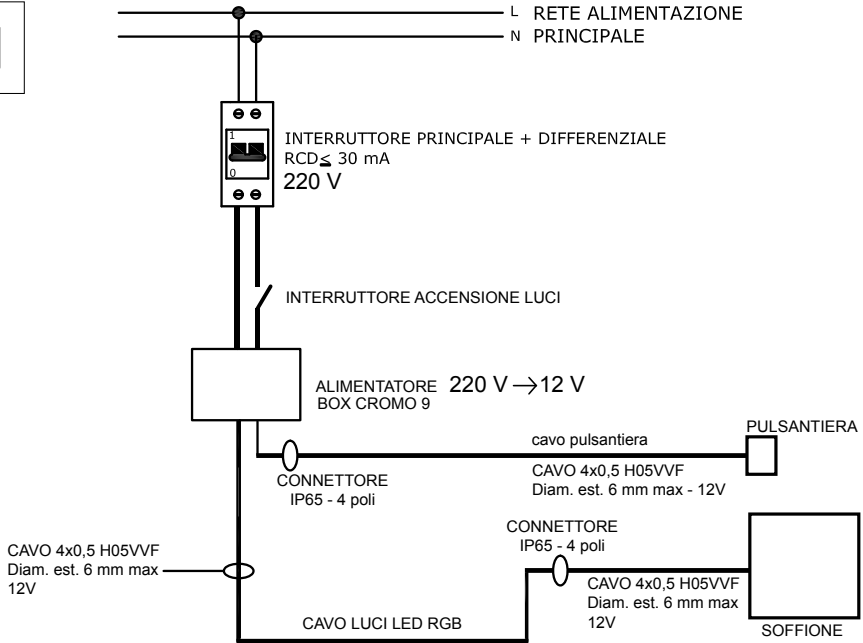 L RETE ALIMENTAZIONE
N PRINCIPALE
1
0
INTERRUTTORE PRINCIPALE + DIFFERENZIALE
RCD≤ 30 mA
220 V
INTERRUTTORE ACCENSIONE LUCI
ALIMENTATORE 220 V →12 V
BOX CROMO 9
PULSANTIERA
cavo pulsantiera
CAVO 4x0,5 H05VVF
Diam. est. 6 mm max - 12V
CONNETTORE
IP65 - 4 poli
CONNETTORE
IP65 - 4 poli
CAVO 4x0,5 H05VVF
Diam. est. 6 mm max
12V
CAVO 4x0,5 H05VVF
Diam. est. 6 mm max
12V
CAVO LUCI LED RGB
SOFFIONE